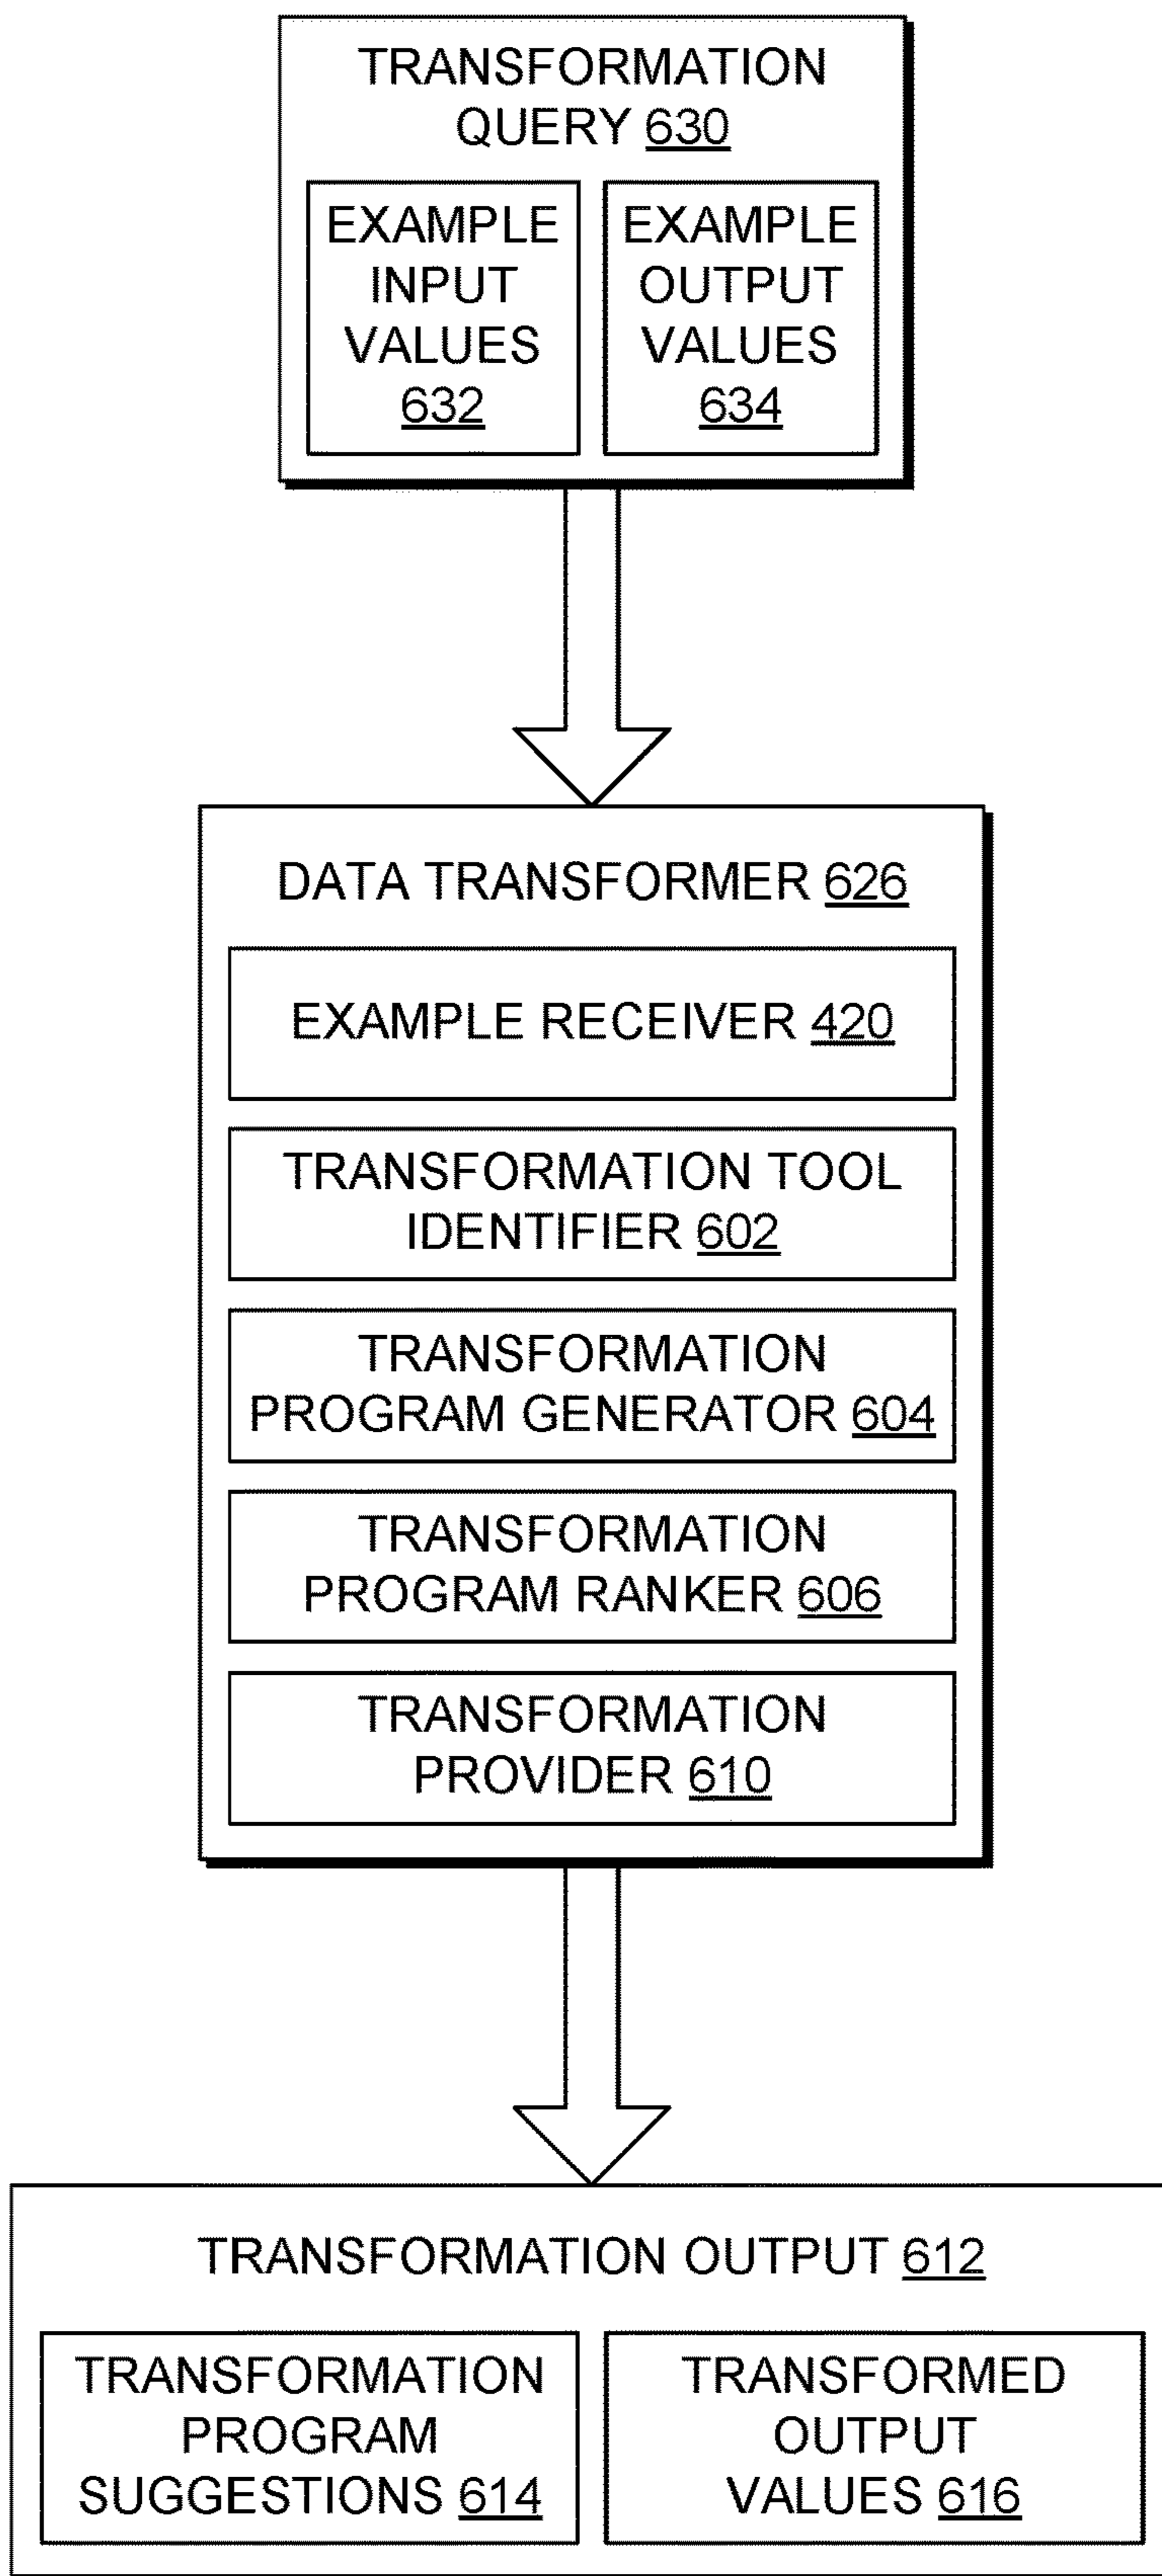 TRANSFORMATION
QUERY 630
EXAMPLE
INPUT
VALUES
632
EXAMPLE
OUTPUT
VALUES
634
DATA TRANSFORMER 626
EXAMPLE RECEIVER 420
TRANSFORMATION TOOL
IDENTIFIER 602
TRANSFORMATION
PROGRAM GENERATOR 604
TRANSFORMATION
PROGRAM RANKER 606
TRANSFORMATION
PROVIDER 610
TRANSFORMATION OUTPUT 612
TRANSFORMATION
PROGRAM
SUGGESTIONS 614
TRANSFORMED
OUTPUT
VALUES 616